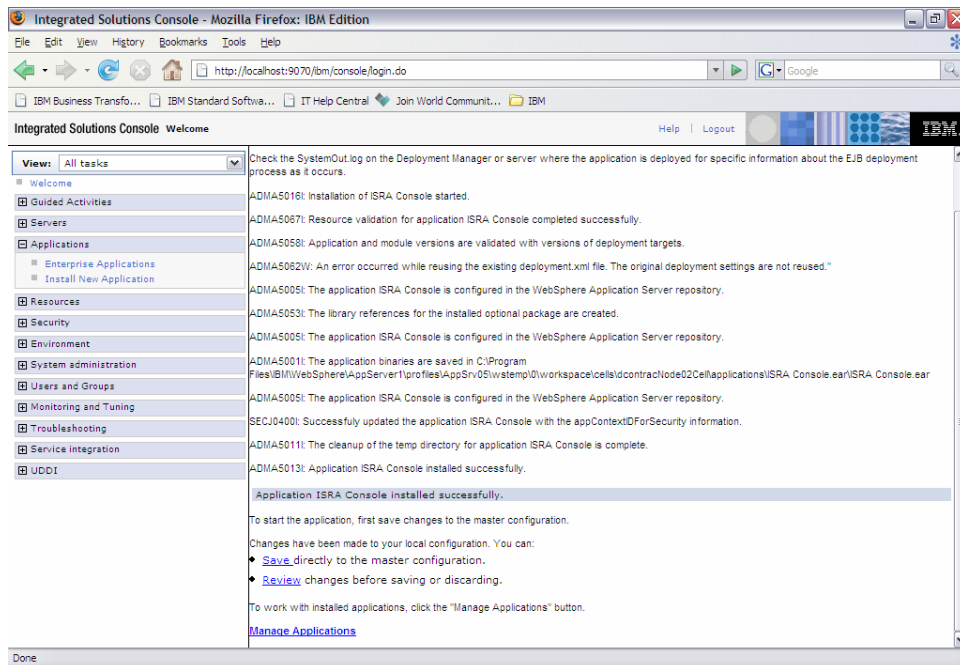 Integrated Solutions Console - Mozilla Firefox: IBM Edition
File Edit View History Bookmarks Tools Help
http://localhost:9070/ibm/console/login.do
G Google
IBM Business Transfo... IBM Standard Softwa... IT Help Central Join World Communit... IBM
Integrated Solutions Console Welcome Help | Logout IBM.
View: All tasks
Welcome
Guided Activities
Servers
Applications
Enterprise Applications
Install New Application
Resources
Security
Environment
System administration
Users and Groups
Monitoring and Tuning
Troubleshooting
Service integration
UDDI
Check the SystemOut.log on the Deployment Manager or server where the application is deployed for specific information about the EJB deployment
process as it occurs.
ADMA5016I: Installation of ISRA Console started.
ADMA5067I: Resource validation for application ISRA Console completed successfully.
ADMA5058I: Application and module versions are validated with versions of deployment targets.
ADMA5062W: An error occurred while reusing the existing deployment.xml file. The original deployment settings are not reused."
ADMA5005I: The application ISRA Console is configured in the WebSphere Application Server repository.
ADMA5053I: The library references for the installed optional package are created.
ADMA5005I: The application ISRA Console is configured in the WebSphere Application Server repository.
ADMA5001I: The application binaries are saved in C:\Program
Files\IBM\WebSphere\AppServer1\profiles\AppSrv05\wstemp\0\workspace\cells\dcontracNode02Cell\applications\ISRA Console.ear\ISRA Console.ear
ADMA5005I: The application ISRA Console is configured in the WebSphere Application Server repository.
SECJ0400I: Successfuly updated the application ISRA Console with the appContextIDForSecurity information.
ADMA5011I: The cleanup of the temp directory for application ISRA Console is complete.
ADMA5013I: Application ISRA Console installed successfully.
Application ISRA Console installed successfully.
To start the application, first save changes to the master configuration.
Changes have been made to your local configuration. You can:
Save directly to the master configuration.
Review changes before saving or discarding.
To work with installed applications, click the "Manage Applications" button.
Manage Applications
Done